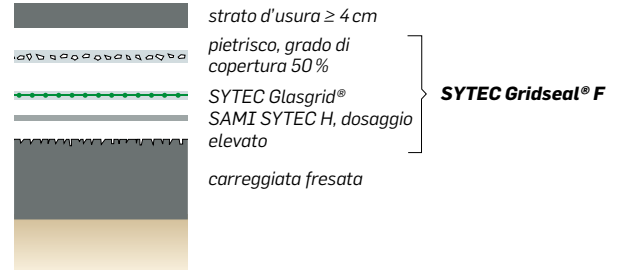 strato d’usura ≥ 4 cm
pietrisco, grado di
copertura 50 %
SYTEC Glasgrid®
SAMI SYTEC H, dosaggio
elevato
SYTEC Gridseal® F
carreggiata fresata